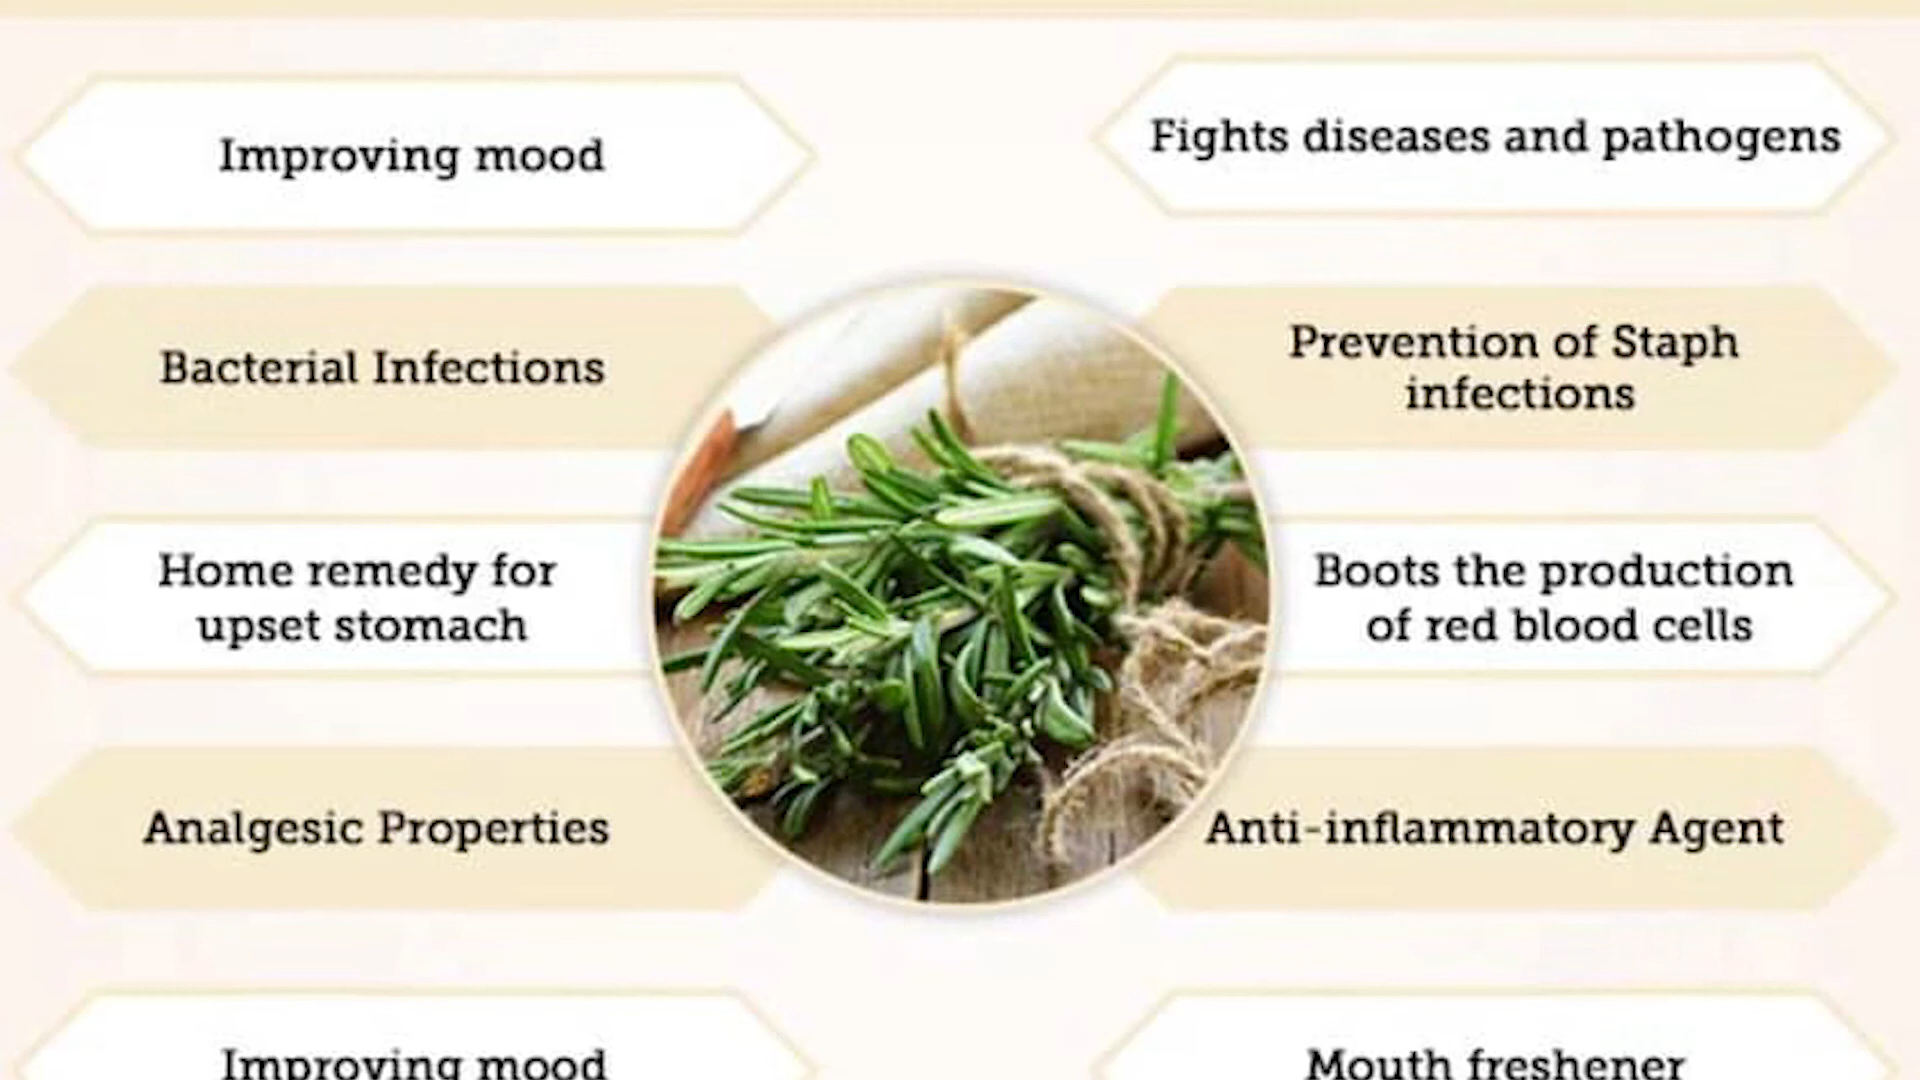 Improving mood
Fights diseases and pathogens
Bacterial Infections
Prevention of Staph
infections
Home remedy for
upset stomach
Boots the production
of red blood cells
Analgesic Properties
Anti-inflammatory Agent
Improving mood
Mouth freshener